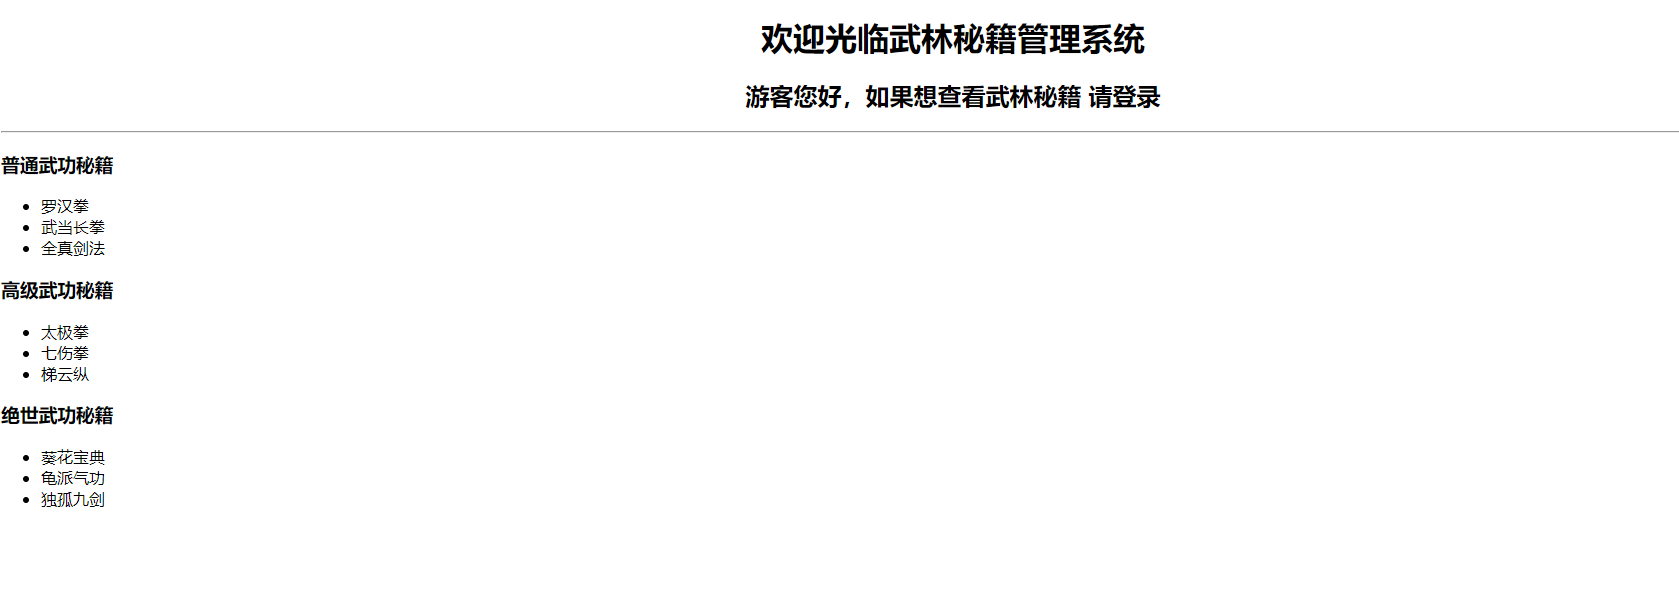 欢迎光临武林秘籍管理系统
游客您好，如果想查看武林秘籍 请登录
普通武功秘籍
罗汉拳
武当长拳
全真剑法
高级武功秘籍
太极拳
七伤拳
梯云纵
绝世武功秘籍
葵花宝典
龟派气功
独孤九剑